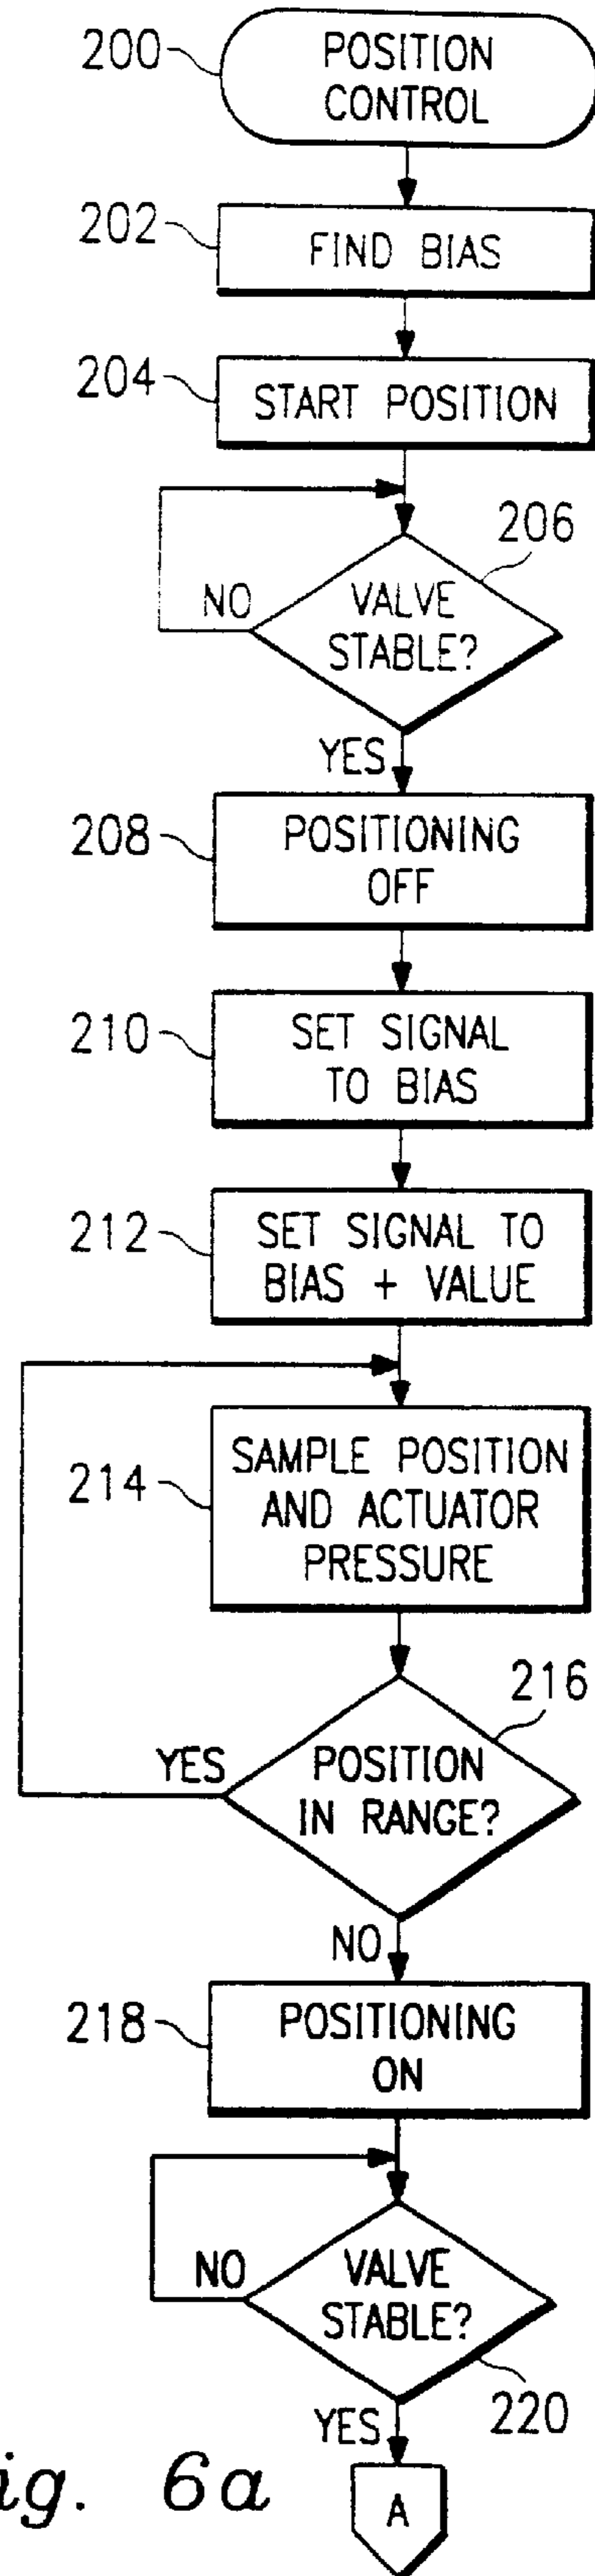 200
POSITION
CONTROL
202
FIND BIAS
204
START POSITION
206
NO
VALVE
STABLE?
YES
208
POSITIONING
OFF
210
SET SIGNAL
TO BIAS
212
SET SIGNAL TO
BIAS + VALUE
214
SAMPLE POSITION
AND ACTUATOR
PRESSURE
216
YES
POSITION
IN RANGE?
NO
218
POSITIONING
ON
NO
VALVE
STABLE?
220
YES
A
ig. 6a